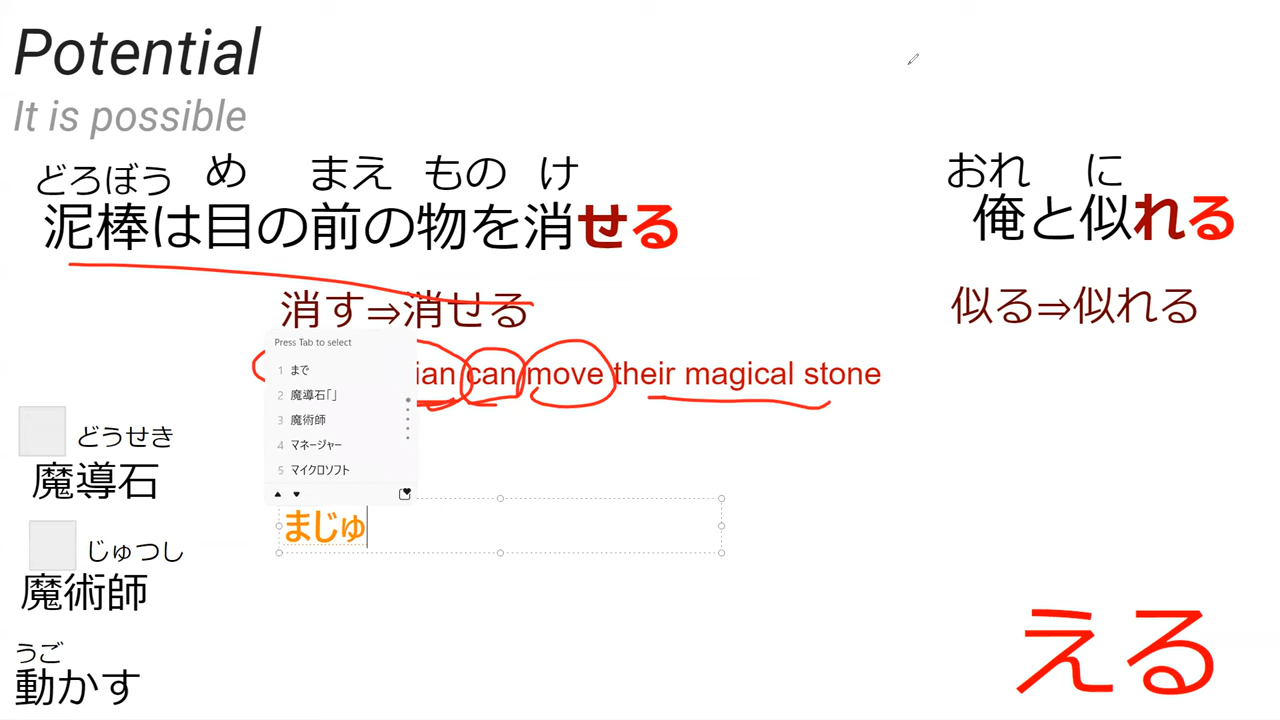 Potential
It is possible
どろぼう め まえ もの け
泥棒は目の前の物を消せる
おれ に
俺と似れる
消す⇒消せる
似る⇒似れる
Press Tab to select
1 まで
2 魔導石「」
3 魔術師
4 マネージャー
5 マイクロソフト
ian can move their magical stone
どうせき
魔導石
まじゅ
じゅつし
魔術師
うご
動かす
える